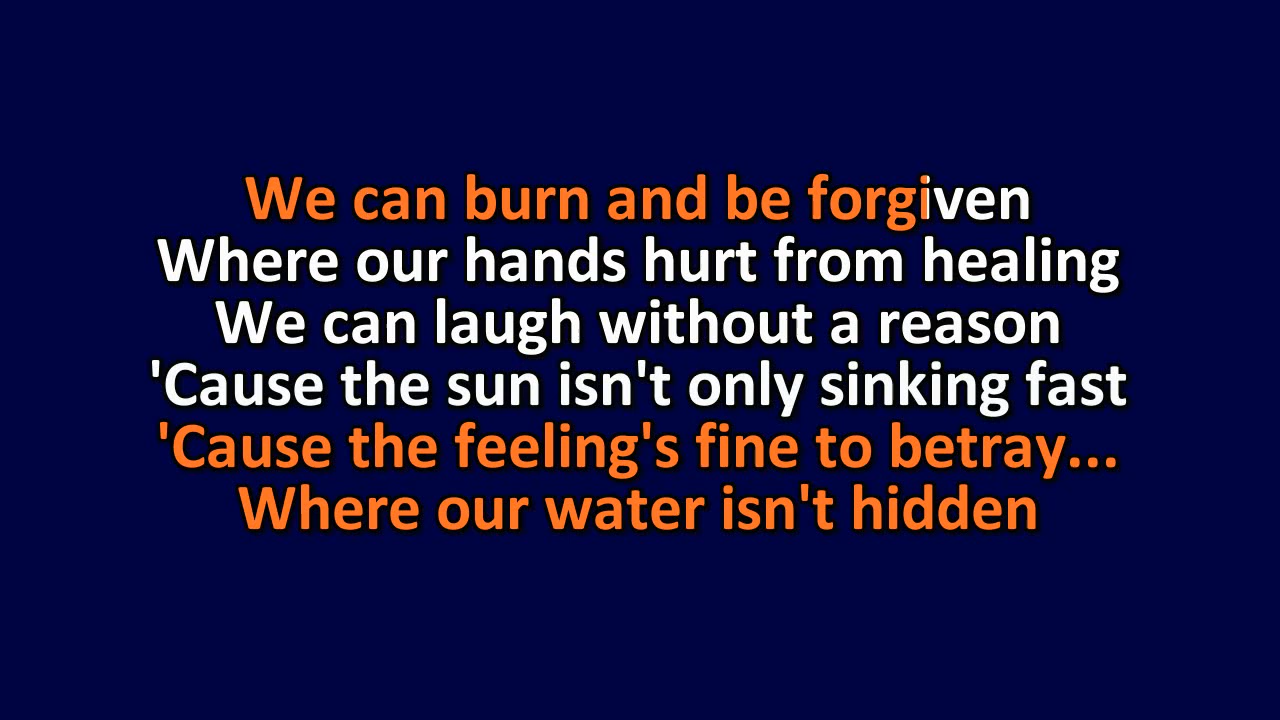 We can burn and be forgiven
Where our hands hurt from healing
We can laugh without a reason
'Cause the sun isn't only sinking fast
'Cause the feeling's fine to betray...
Where our water isn't hidden